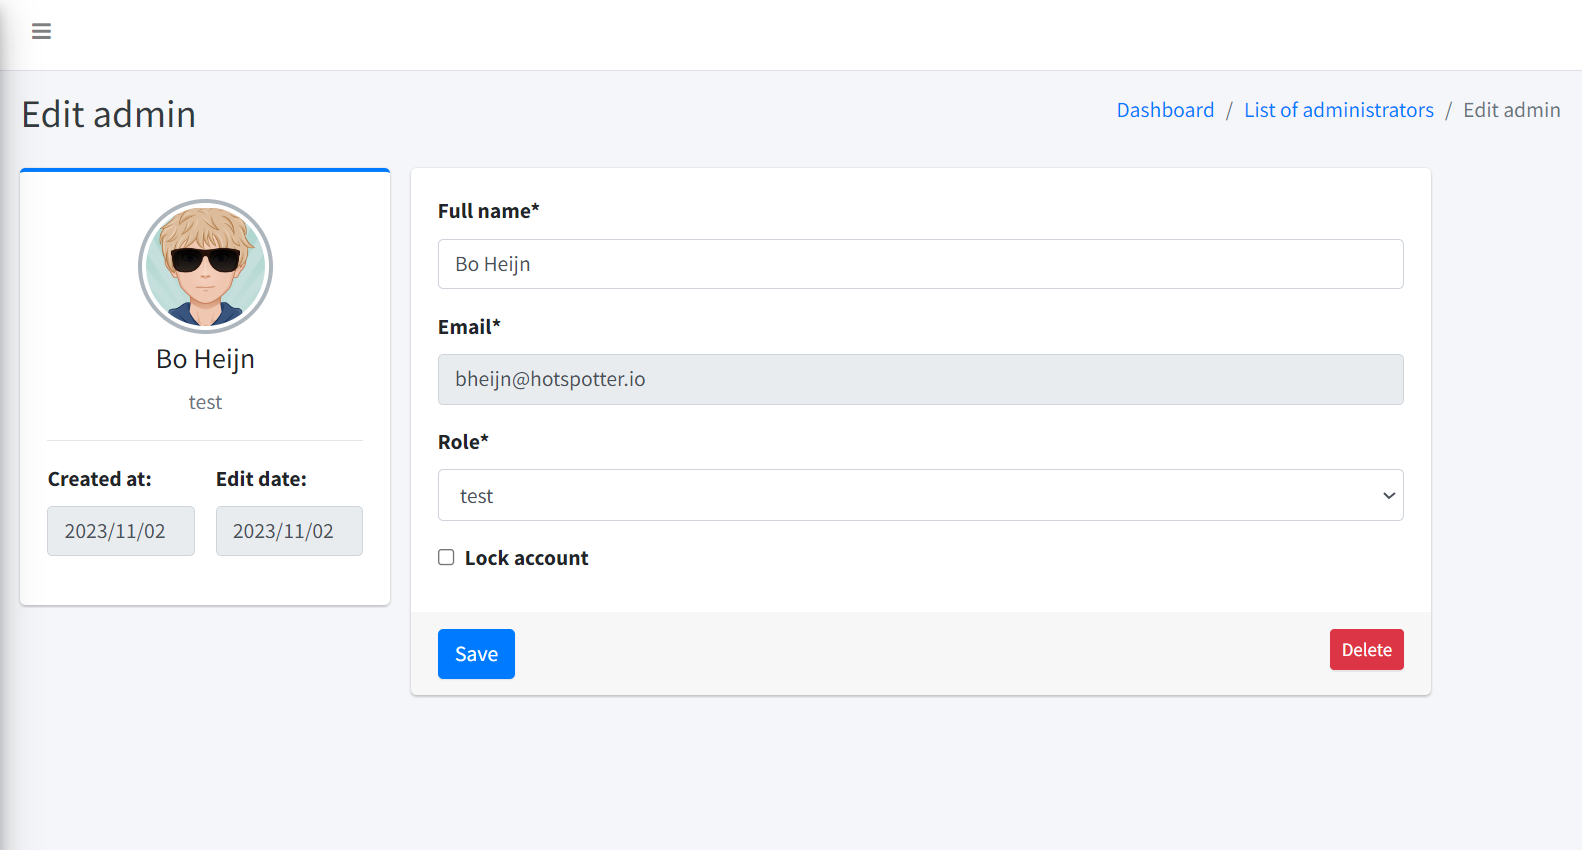 Edit admin
Dashboard / List of administrators / Edit admin
Bo Heijn
test
Created at:
Edit date:
2023/11/02
2023/11/02
Full name*
Bo Heijn
Email*
bheijn@hotspotter.io
Role*
test
Lock account
Save
Delete